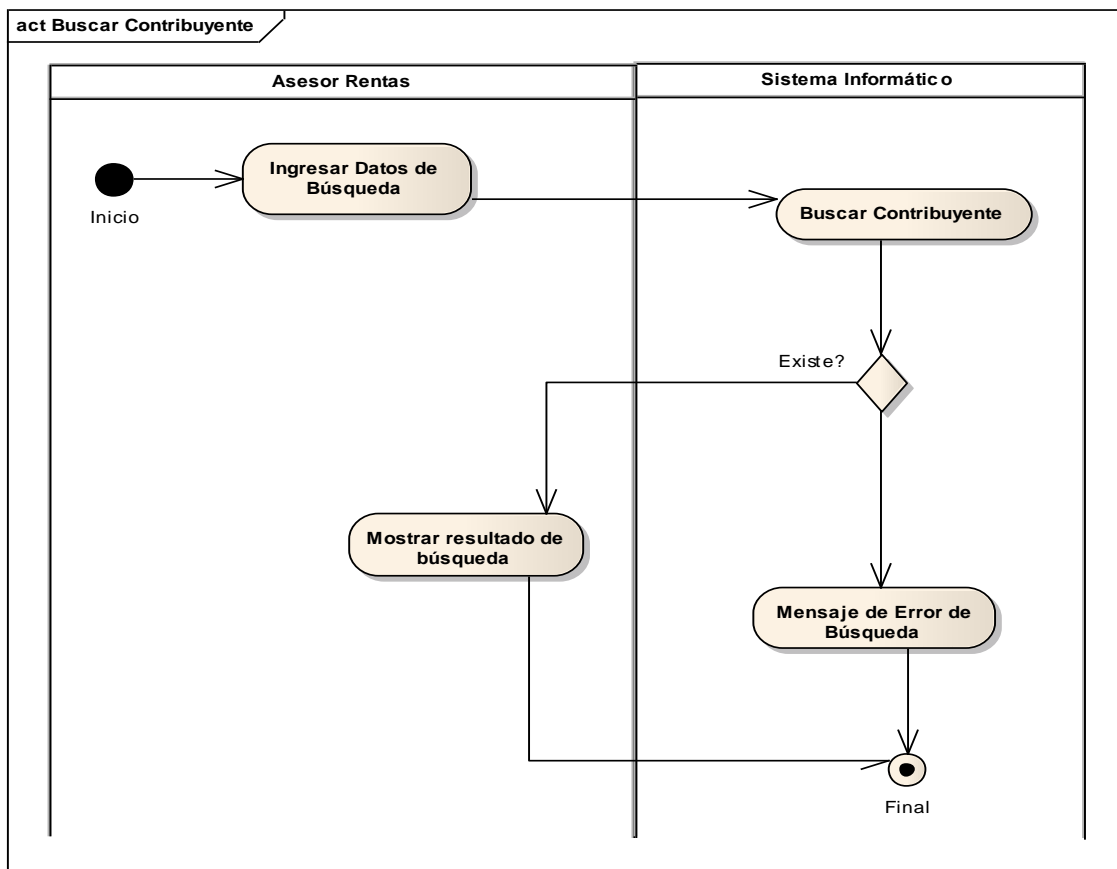 act Buscar Contribuyente
Asesor Rentas
Sistema Informático
Inicio
Ingresar Datos de
Búsqueda
Buscar Contribuyente
Existe?
Mostrar resultado de
búsqueda
Mensaje de Error de
Búsqueda
Final